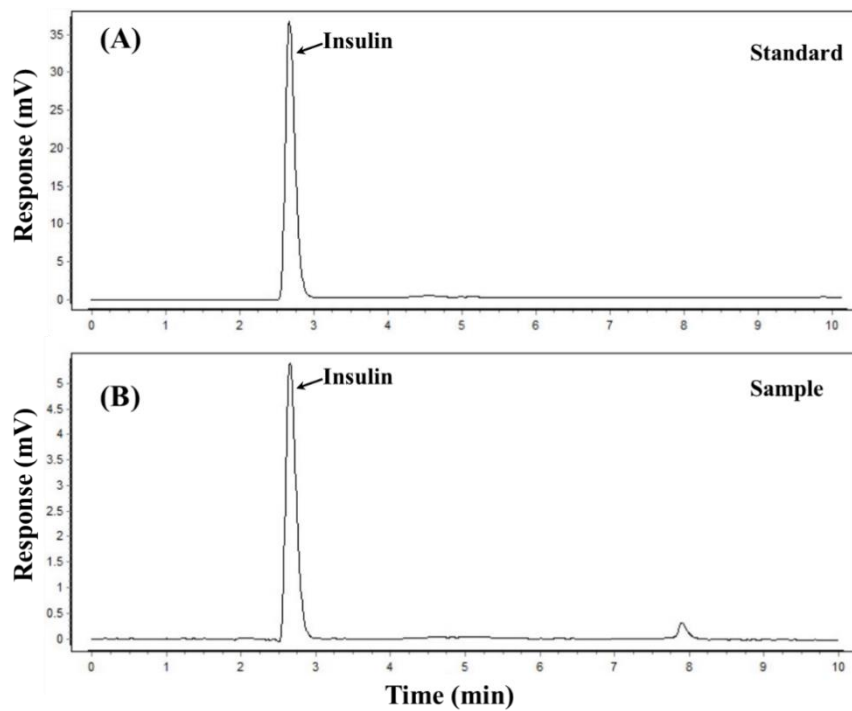 (A)
Insulin
Standard
Response (mV)
35
30
25
20
15
10
5
0
0 1 2 3 4 5 6 7 8 9 10
(B)
Insulin
Sample
Response (mV)
5
4.5
4
3.5
3
2.5
2
1.5
1
0.5
0
0 1 2 3 4 5 6 7 8 9 10
Time (min)